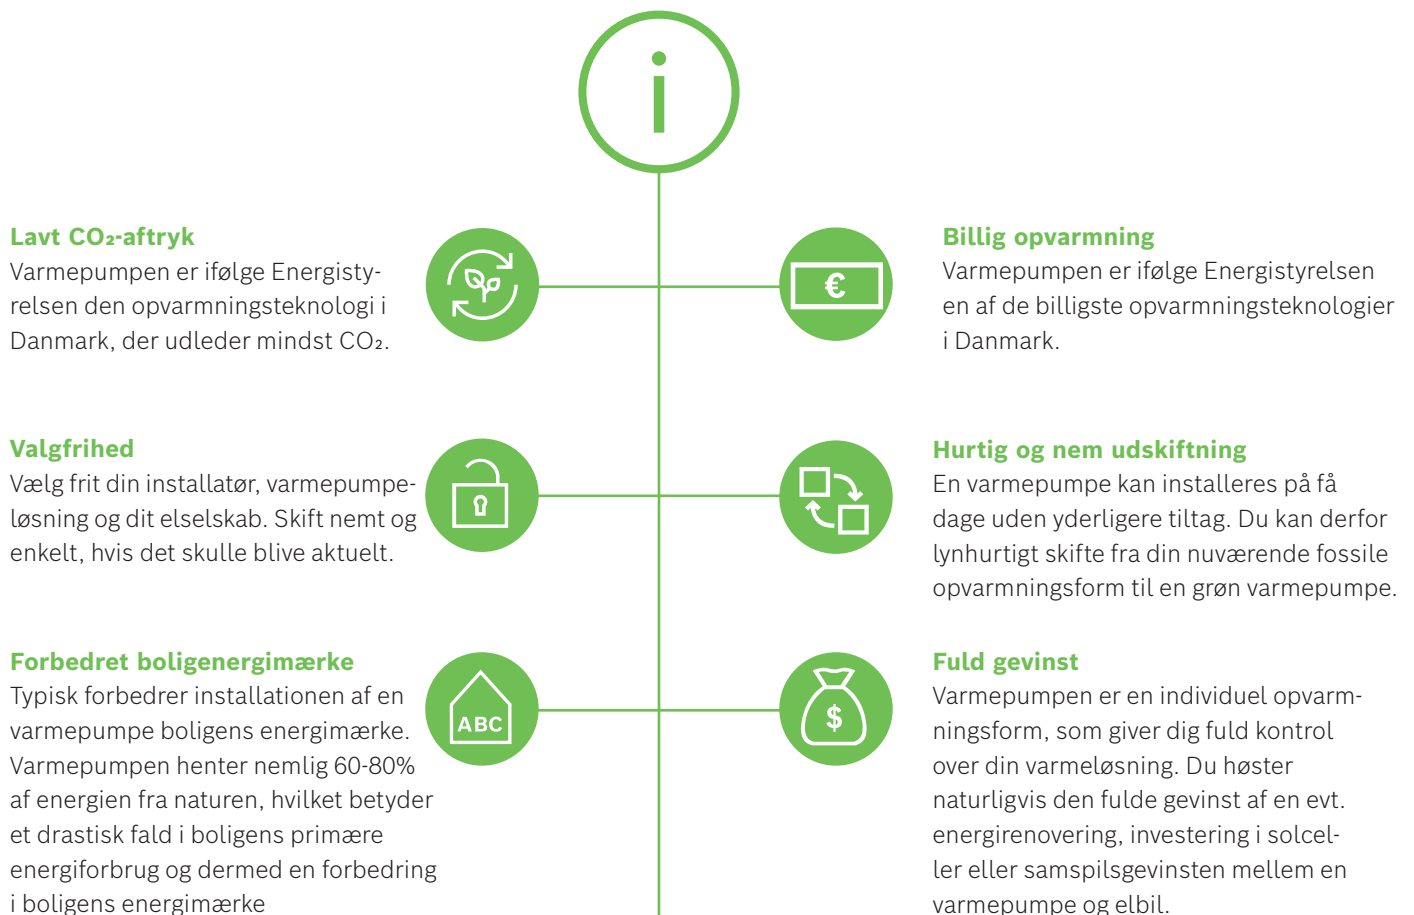 i
Lavt CO₂-aftryk
Varmepumpen er ifølge Energisty-
relsen den opvarmningsteknologi i
Danmark, der udleder mindst CO₂.
Billig opvarmning
Varmepumpen er ifølge Energistyrelsen
en af de billigste opvarmningsteknologier
i Danmark.
€
Valgfrihed
Vælg frit din installatør, varmepumpe-
løsning og dit elselskab. Skift nemt og
enkelt, hvis det skulle blive aktuelt.
Hurtig og nem udskiftning
En varmepumpe kan installeres på få
dage uden yderligere tiltag. Du kan derfor
lynhurtigt skifte fra din nuværende fossile
opvarmningsform til en grøn varmepumpe.
Forbedret boligenergimærke
Typisk forbedrer installationen af en
varmepumpe boligens energimærke.
Varmepumpen henter nemlig 60-80%
af energien fra naturen, hvilket betyder
et drastisk fald i boligens primære
energiforbrug og dermed en forbedring
i boligens energimærke
ABC
Fuld gevinst
Varmepumpen er en individuel opvarm-
ningsform, som giver dig fuld kontrol
over din varmeløsning. Du høster
naturligvis den fulde gevinst af en evt.
energirenovering, investering i solcel-
ler eller samspilsgevinsten mellem en
varmepumpe og elbil.
$